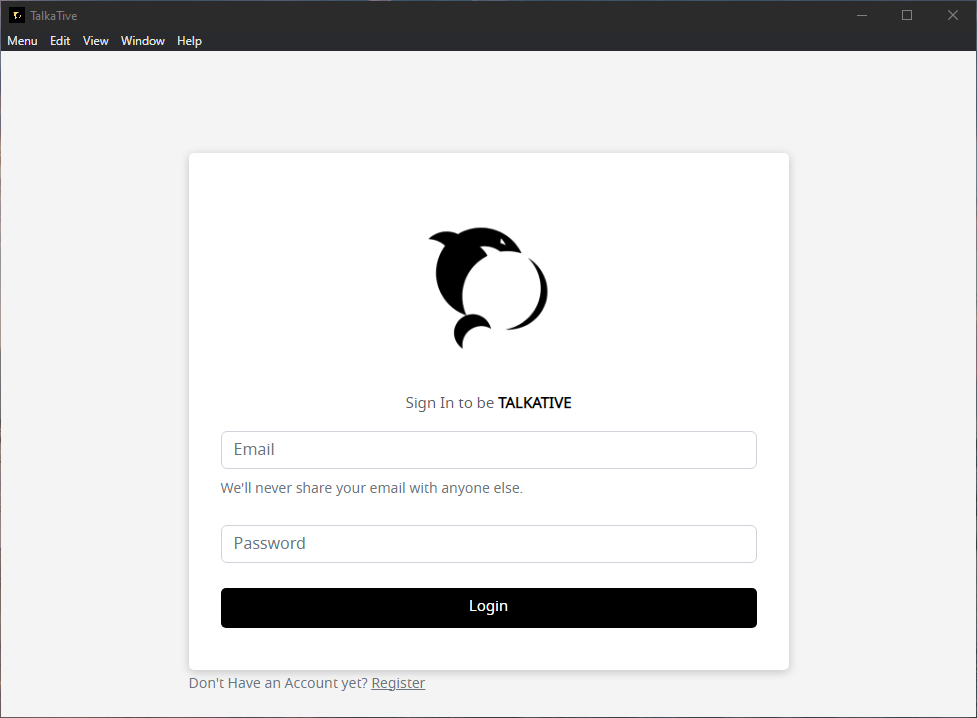 TalkaTive
Menu Edit View Window Help
Sign In to be TALKATIVE
Email
We'll never share your email with anyone else.
Password
Login
Don't Have an Account yet? Register